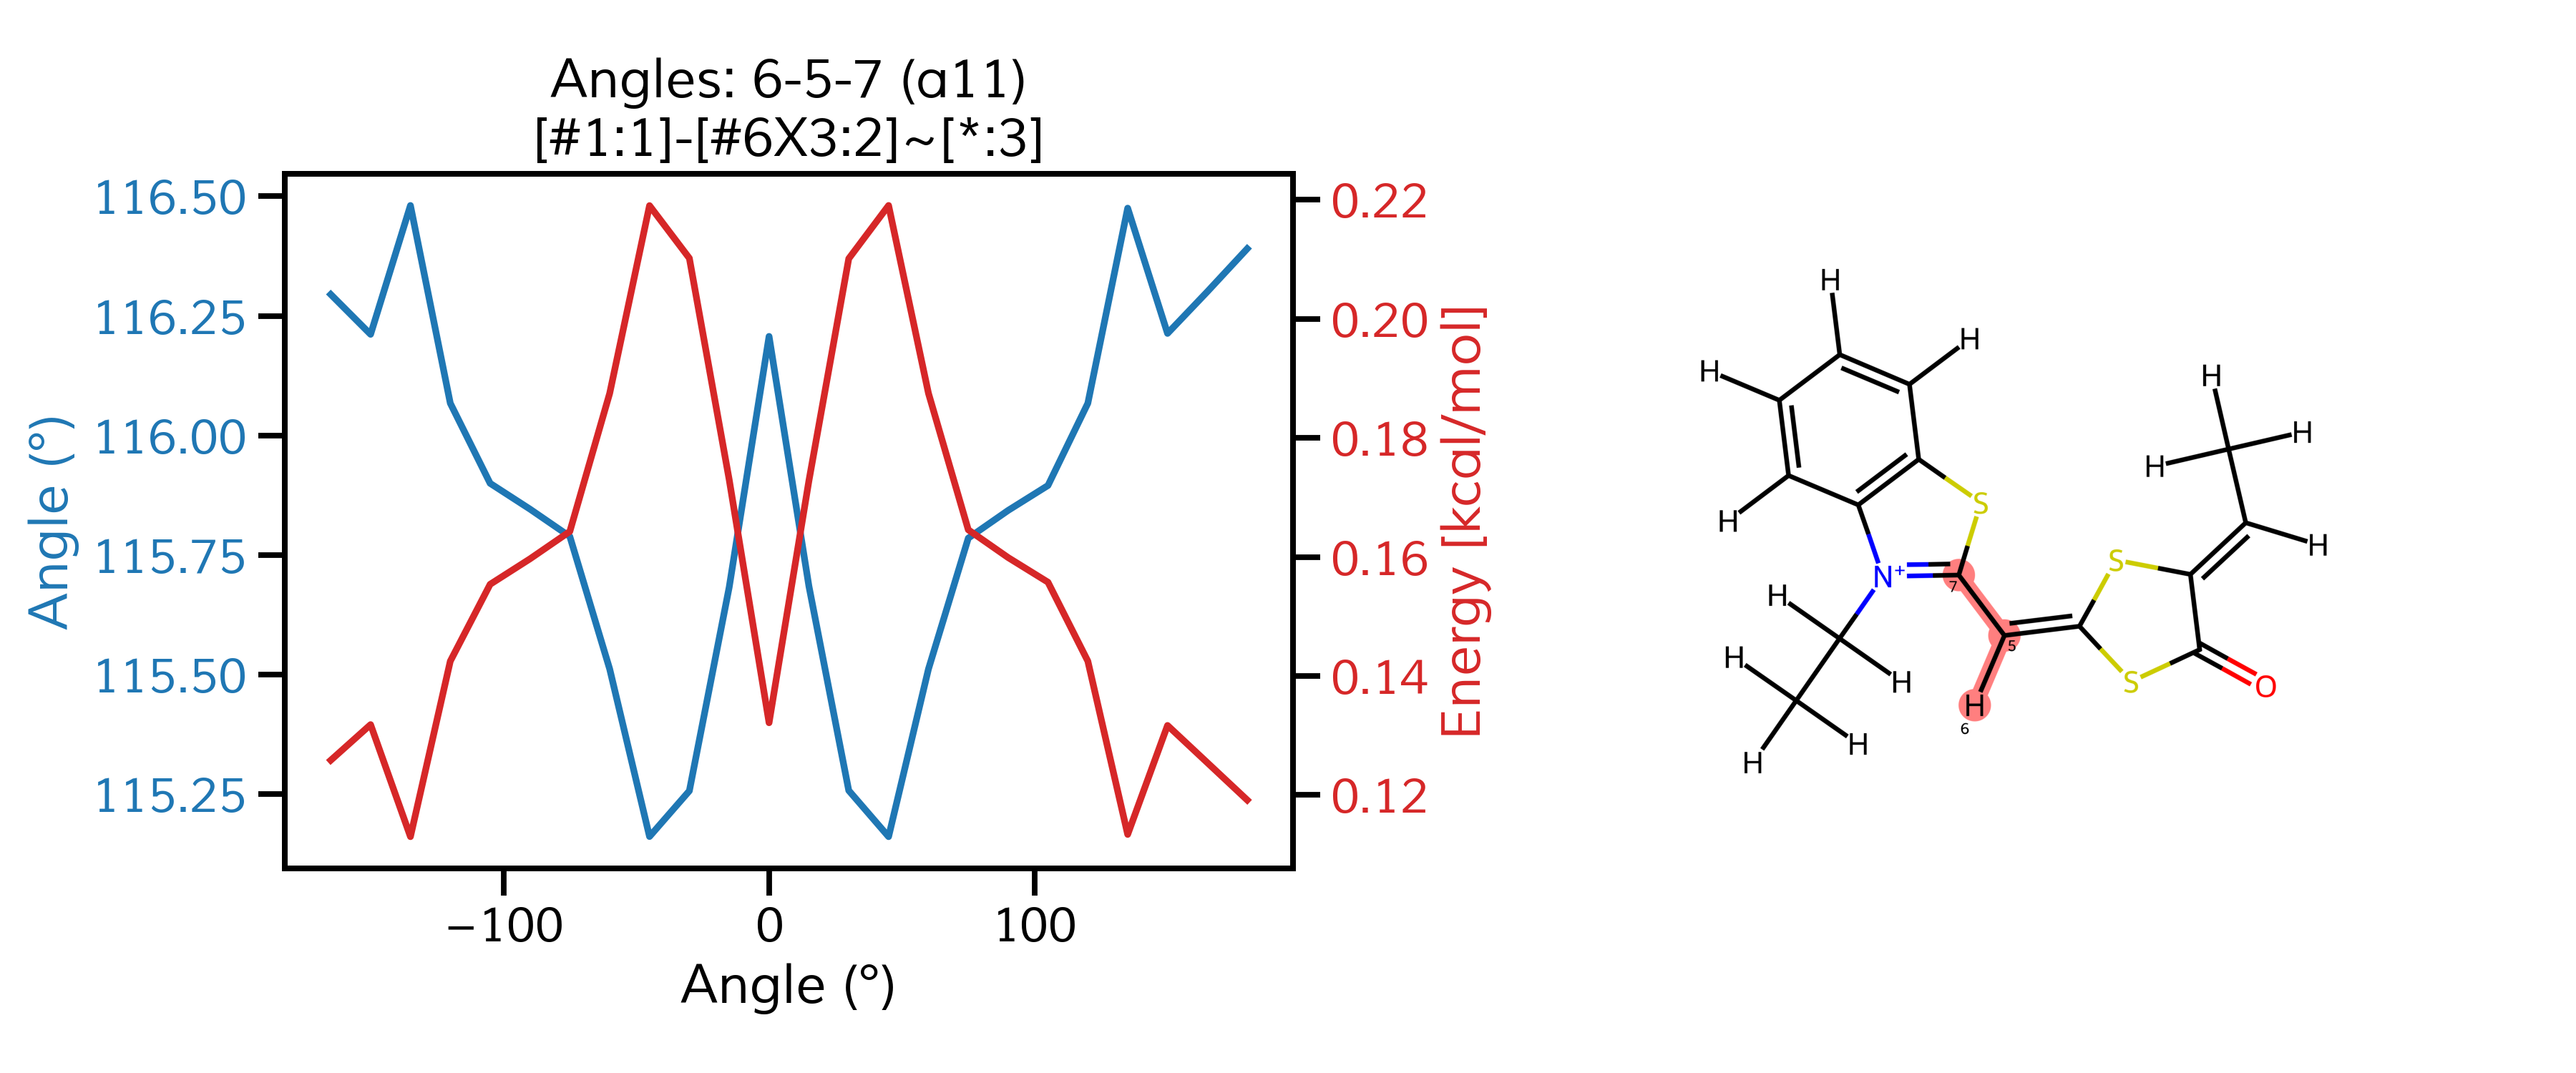 Angles: 6-5-7 (a11)
[#1:1]-[#6X3:2]~[*:3]
116.50
116.25
116.00
115.75
115.50
115.25
Angle (°)
0.22
0.20
0.18
0.16
0.14
0.12
Energy [kcal/mol]
−100
0
100
Angle (°)
H
H
H
H
H
H
H
S
S
H
N+
7
H
5
H
H
S
O
H
6
H
H